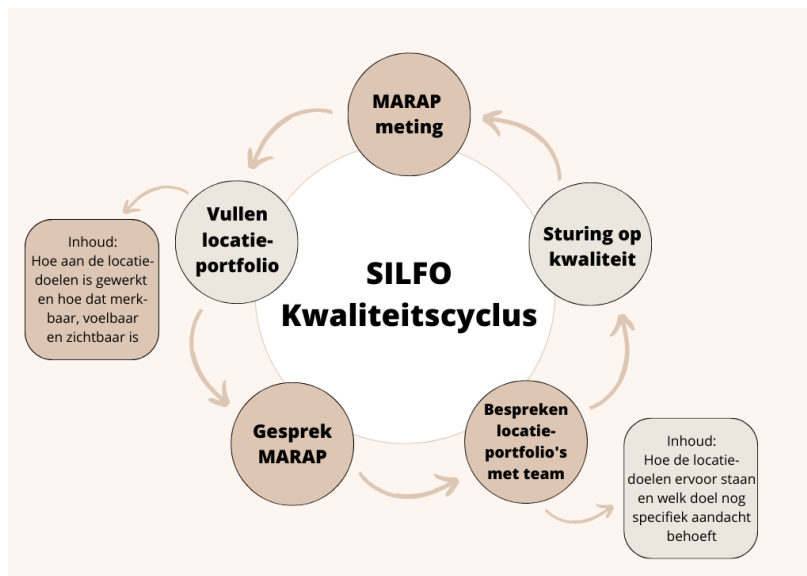 MARAP
meting
Vullen
locatie-
portfolio
Sturing op
kwaliteit
Inhoud:
Hoe aan de locatie-
doelen is gewerkt
en hoe dat merk-
baar, voelbaar
en zichtbaar is
SILFO
Kwaliteitscyclus
Gesprek
MARAP
Bespreken
locatie-
portfolio's
met team
Inhoud:
Hoe de locatie-
doelen ervoor staan
en welk doel nog
specifiek aandacht
behoeft